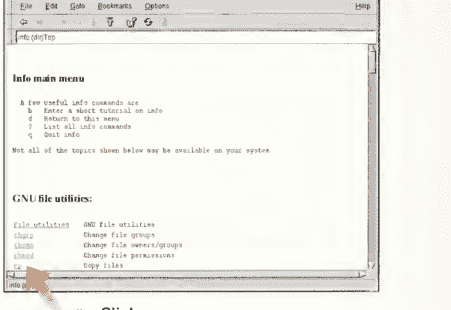 File Edit Goto Bookmarks Options Help
info:(dir)Top
Info main menu
A few useful info commands are
h Enter a short tutorial on info
d Return to this menu
? List all info commands
q Quit info
Not all of the topics shown below may be available on your system
GNU file utilities:
File utilities GNU file utilities
chgrp Change file groups
chown Change file owners/groups
chmod Change file permissions
cp Copy files
Click